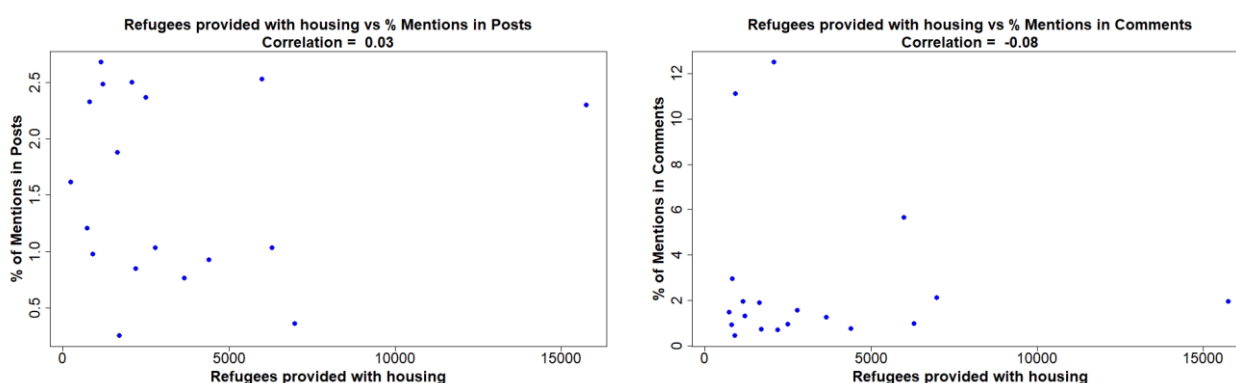 Refugees provided with housing vs % Mentions in Posts
Correlation =  0.03
% of Mentions in Posts
2.5
2.0
1.5
1.0
0.5
0 5000 10000 15000
Refugees provided with housing
Refugees provided with housing vs % Mentions in Comments
Correlation =  -0.08
% of Mentions in Comments
12
10
8
6
4
2
0
0 5000 10000 15000
Refugees provided with housing